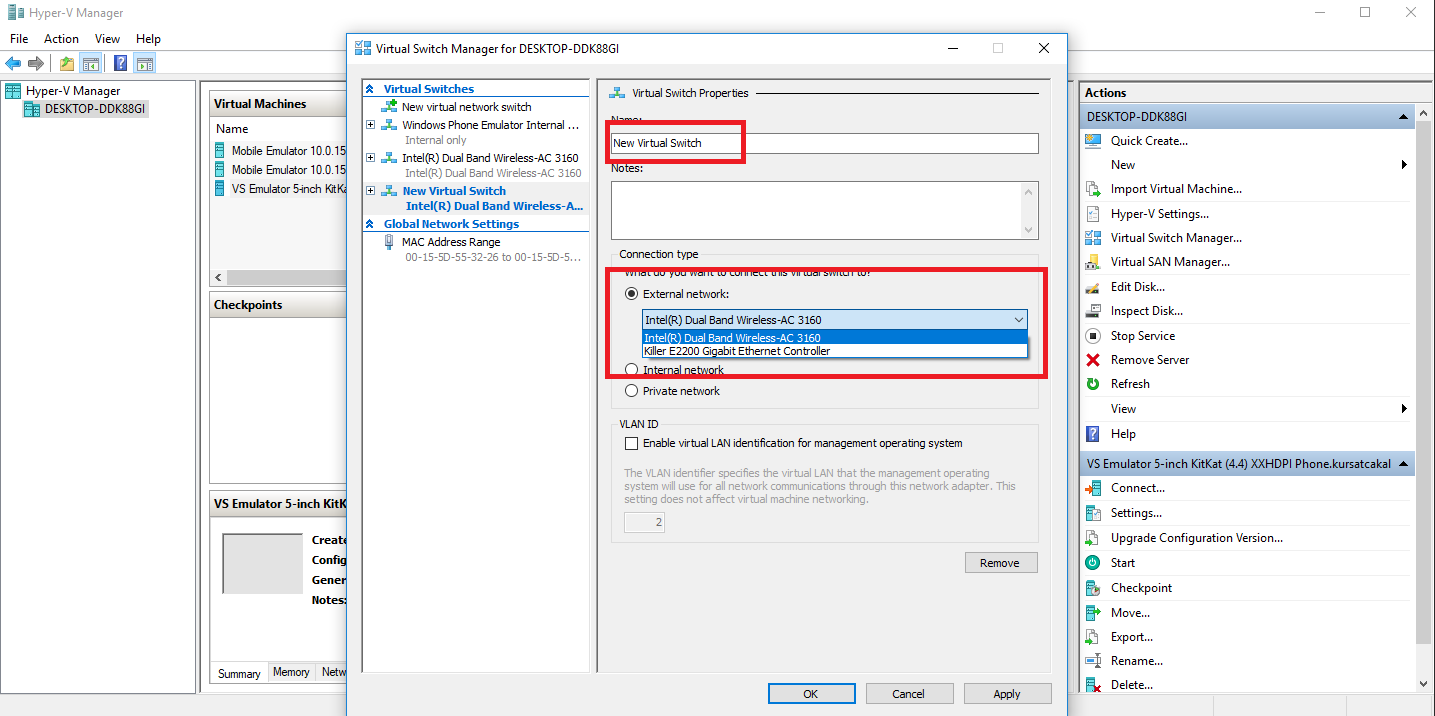 Hyper-V Manager
File Action View Help
Hyper-V Manager
DESKTOP-DDK88GI
Virtual Machines
Name
Mobile Emulator 10.0.15
Mobile Emulator 10.0.15
VS Emulator 5-inch KitKa
Checkpoints
VS Emulator 5-inch KitK
Create
Config
Gener
Notes:
Summary Memory Netw
Virtual Switch Manager for DESKTOP-DDK88GI
Virtual Switches
New virtual network switch
Windows Phone Emulator Internal ...
Internal only
Intel(R) Dual Band Wireless-AC 3160
Intel(R) Dual Band Wireless-AC 3160
New Virtual Switch
Intel(R) Dual Band Wireless-A...
Global Network Settings
MAC Address Range
00-15-5D-55-32-26 to 00-15-5D-5...
Virtual Switch Properties
Name:
New Virtual Switch
Notes:
Connection type
What do you want to connect this virtual switch to?
External network:
Intel(R) Dual Band Wireless-AC 3160
Intel(R) Dual Band Wireless-AC 3160
Killer E2200 Gigabit Ethernet Controller
Internal network
Private network
VLAN ID
Enable virtual LAN identification for management operating system
The VLAN identifier specifies the virtual LAN that the management operating
system will use for all network communications through this network adapter. This
setting does not affect virtual machine networking.
2
Remove
OK Cancel Apply
Actions
DESKTOP-DDK88GI
Quick Create...
New
Import Virtual Machine...
Hyper-V Settings...
Virtual Switch Manager...
Virtual SAN Manager...
Edit Disk...
Inspect Disk...
Stop Service
Remove Server
Refresh
View
Help
VS Emulator 5-inch KitKat (4.4) XXHDPI Phone.kursatcakal
Connect...
Settings...
Upgrade Configuration Version...
Start
Checkpoint
Move...
Export...
Rename...
Delete...